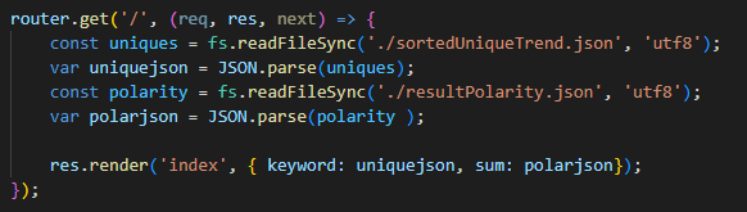 router.get('/', (req, res, next) => {
    const uniques = fs.readFileSync('./sortedUniqueTrend.json', 'utf8');
    var uniquejson = JSON.parse(uniques);
    const polarity = fs.readFileSync('./resultPolarity.json', 'utf8');
    var polarjson = JSON.parse(polarity );

    res.render('index', { keyword: uniquejson, sum: polarjson});
});